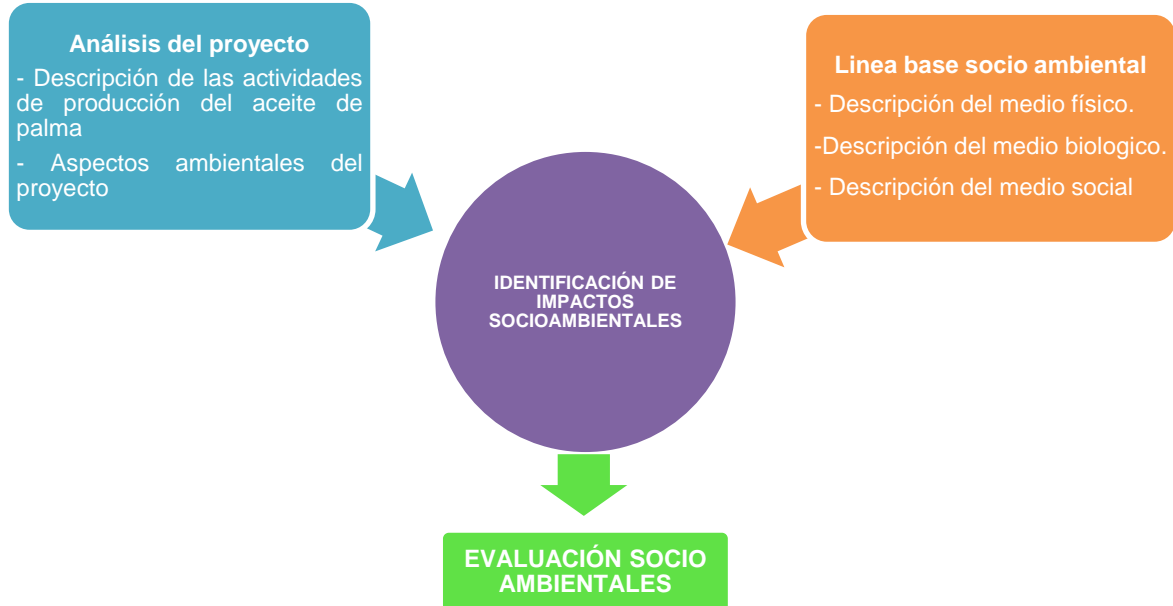 Análisis del proyecto
- Descripción de las actividades
de producción del aceite de
palma
- Aspectos ambientales del
proyecto
Linea base socio ambiental
- Descripción del medio físico.
-Descripción del medio biologico.
- Descripción del medio social
IDENTIFICACIÓN DE
IMPACTOS
SOCIOAMBIENTALES
EVALUACIÓN SOCIO
AMBIENTALES